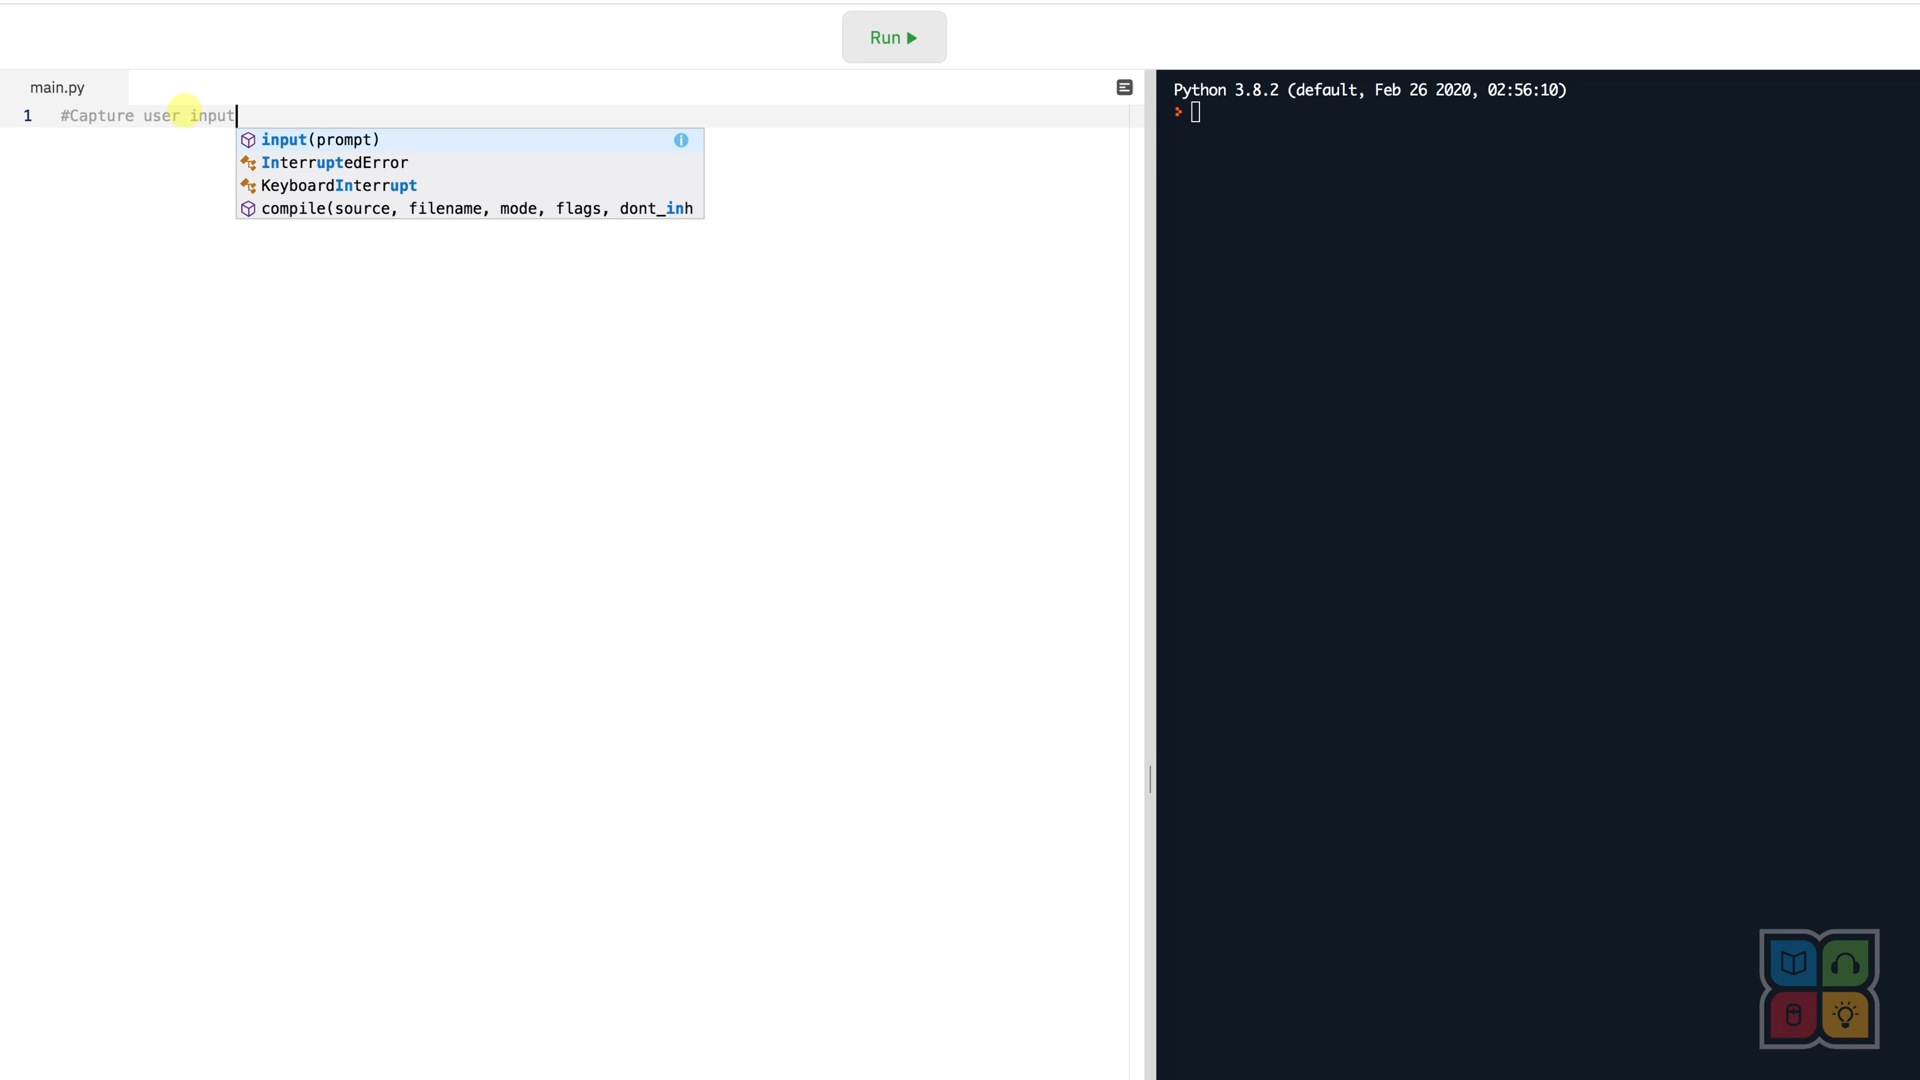 Run
main.py
1 #Capture user input
input(prompt)
InterruptedError
KeyboardInterrupt
compile(source, filename, mode, flags, dont_inh
Python 3.8.2 (default, Feb 26 2020, 02:56:10)